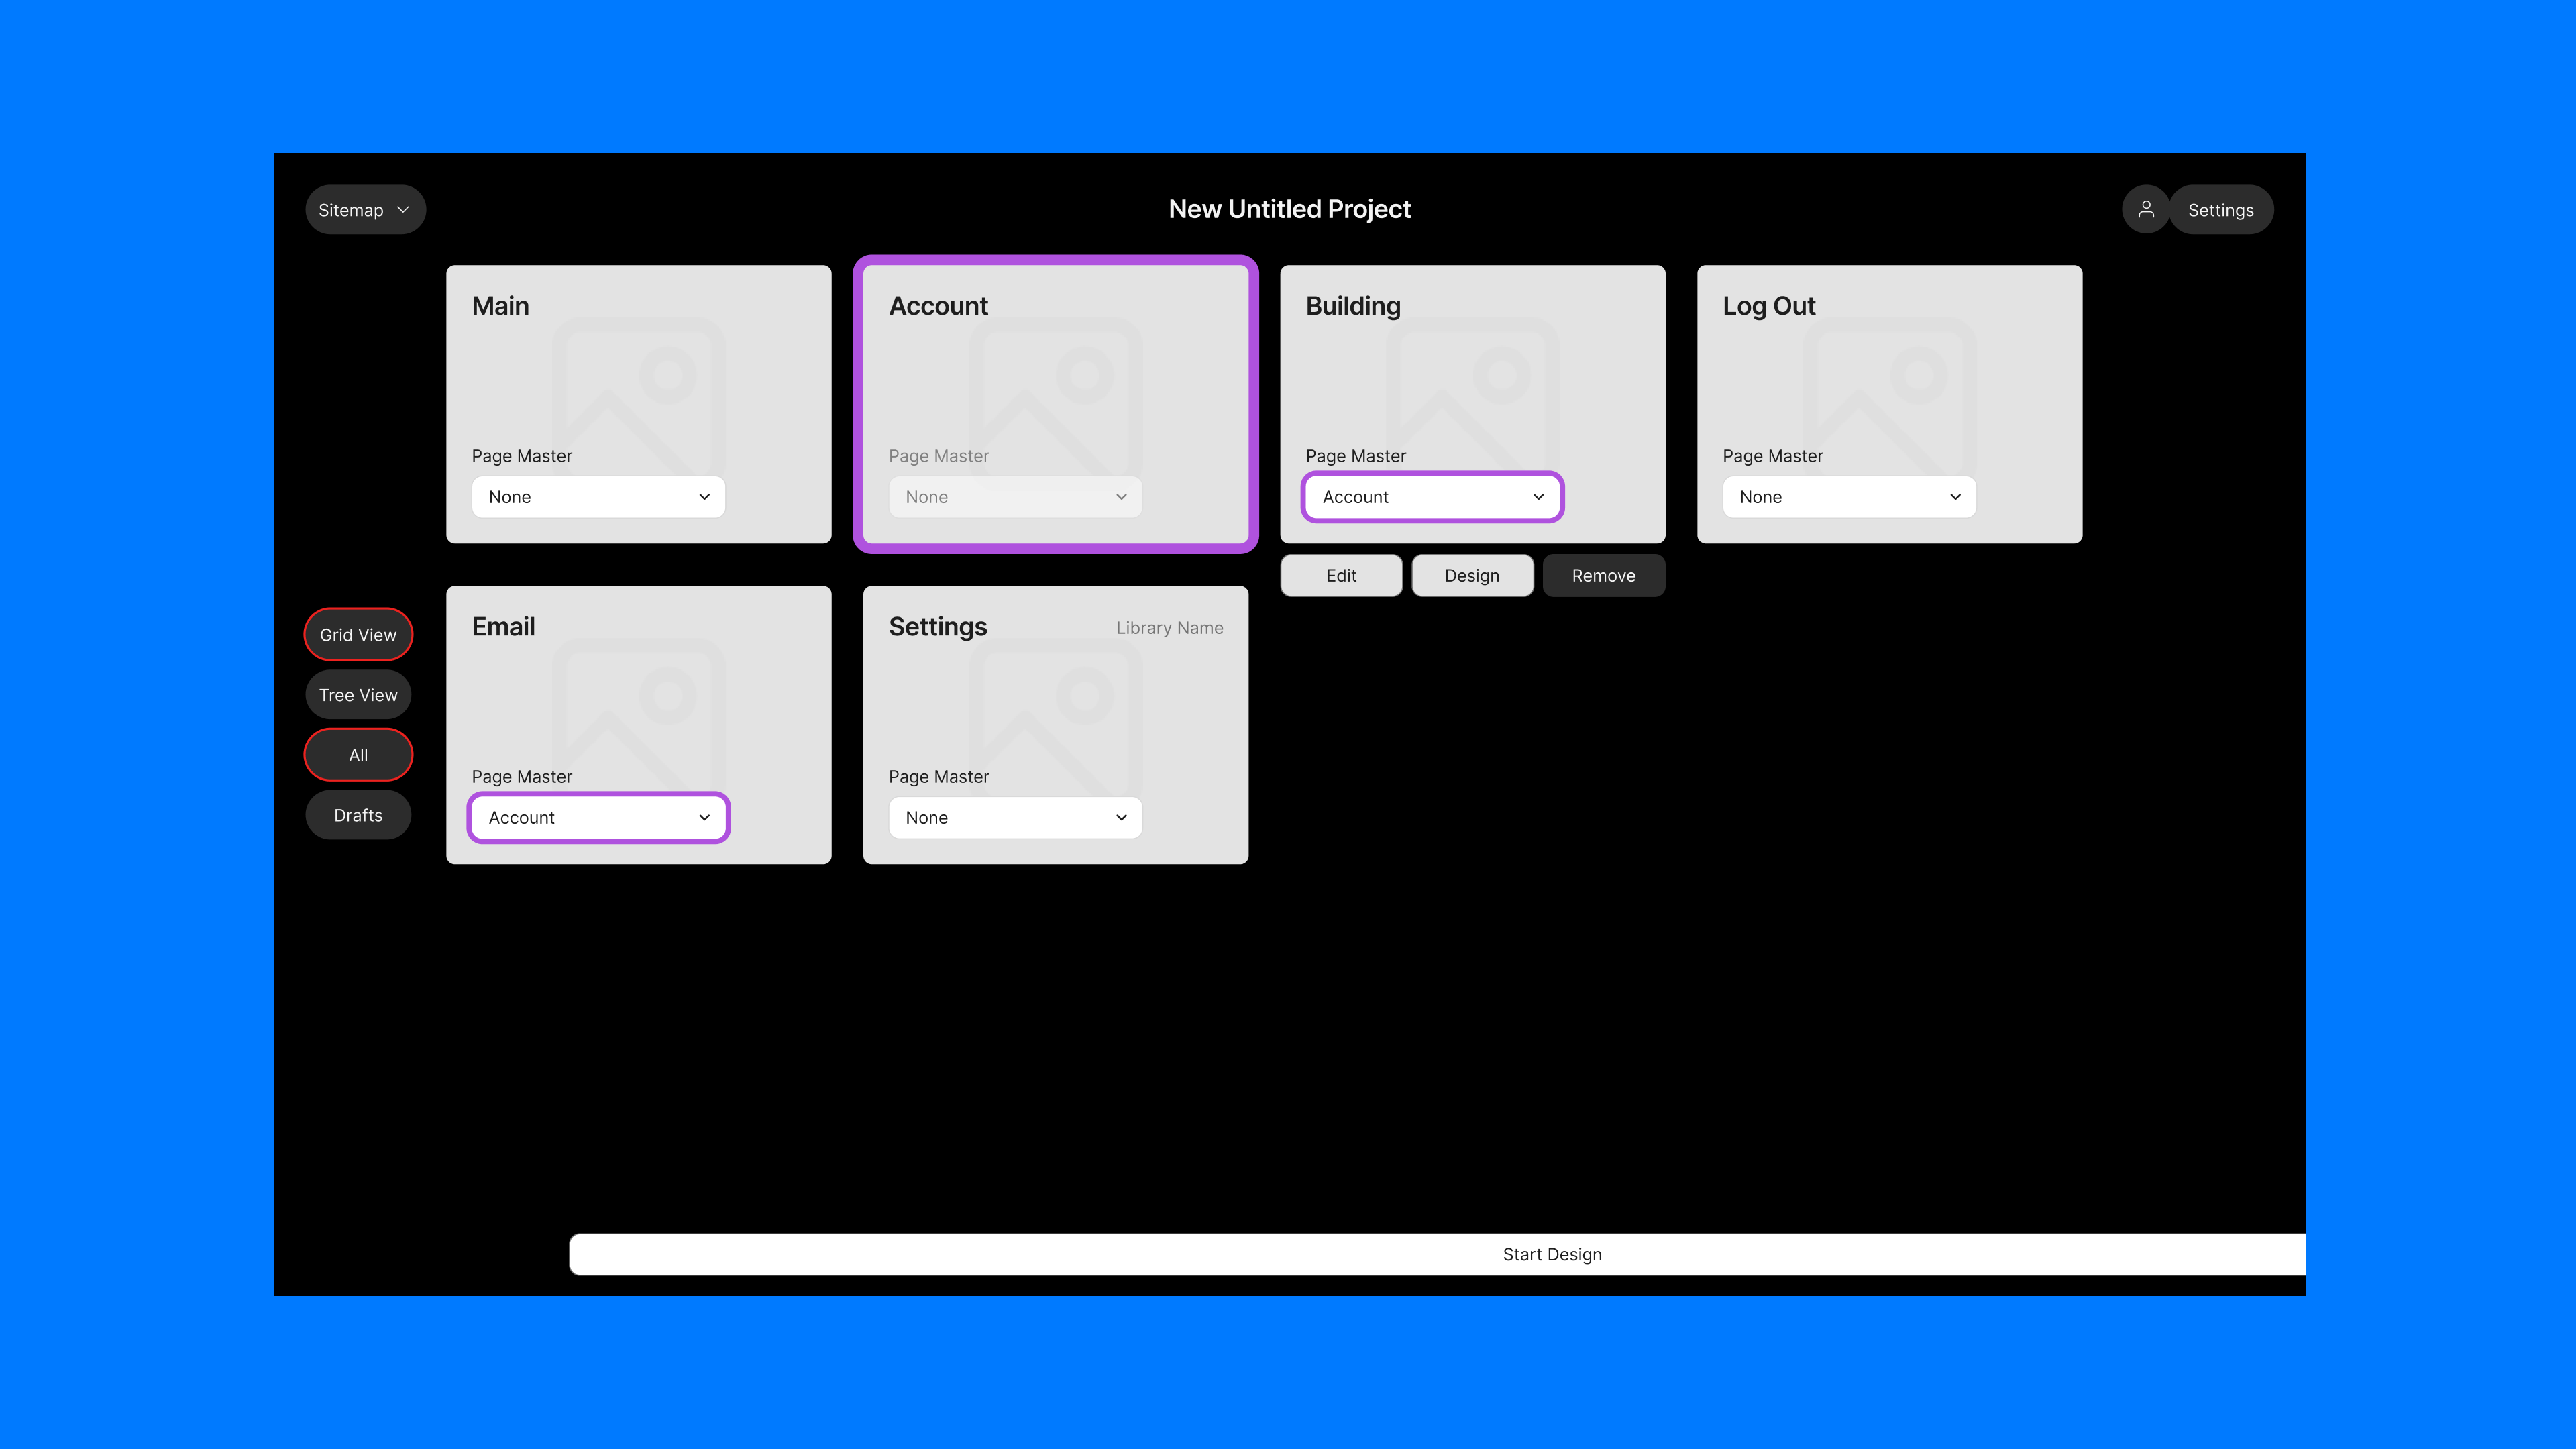 Sitemap
New Untitled Project
Settings
Main
Page Master
None
Account
Page Master
None
Building
Page Master
Account
Log Out
Page Master
None
Edit
Design
Remove
Grid View
Tree View
All
Drafts
Email
Page Master
Account
Settings
Library Name
Page Master
None
Start Design